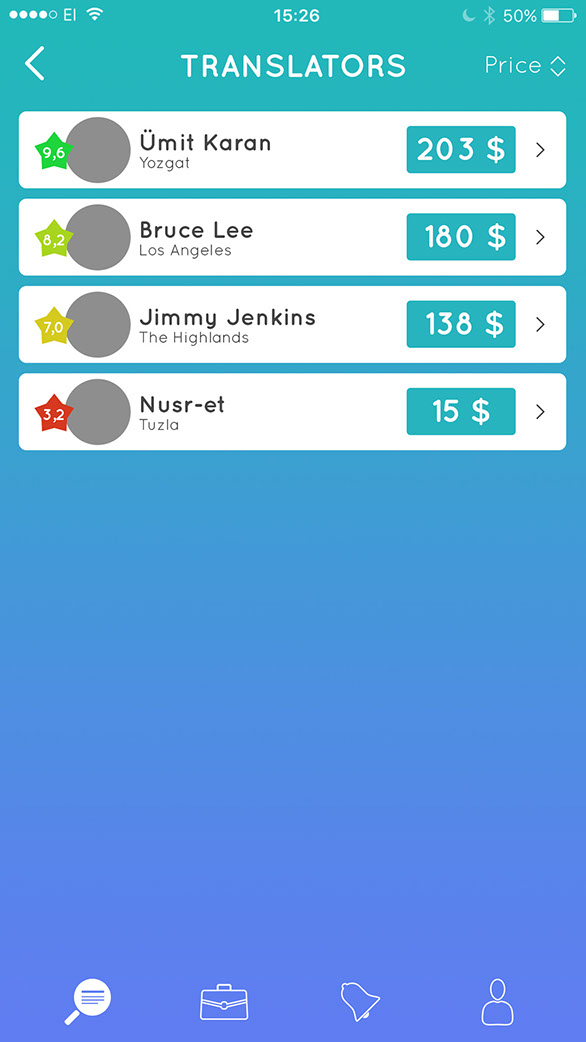 EI 15:26 50%
TRANSLATORS Price
9,6 Ümit Karan 203 $
Yozgat
8,2 Bruce Lee 180 $
Los Angeles
7,0 Jimmy Jenkins 138 $
The Highlands
3,2 Nusr-et 15 $
Tuzla